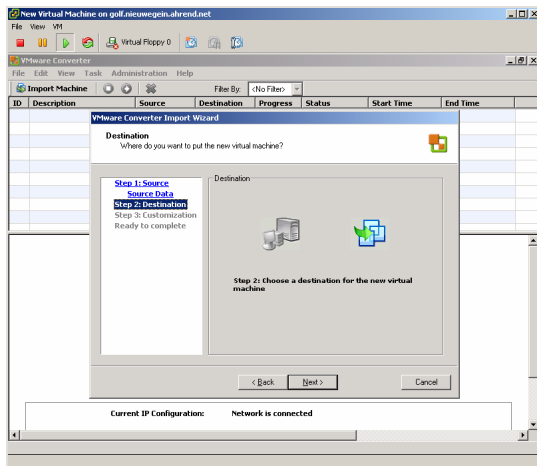 New Virtual Machine on golf.nieuwegein.ahrend.net
File View VM
Virtual Floppy 0
VMware Converter
File Edit View Task Administration Help
Import Machine Filter By: <No Filter>
ID Description Source Destination Progress Status Start Time End Time
VMware Converter Import Wizard
Destination
Where do you want to put the new virtual machine?
Step 1: Source
Source Data
Step 2: Destination
Step 3: Customization
Ready to complete
Destination
Step 2: Choose a destination for the new virtual
machine
< Back Next > Cancel
Current IP Configuration: Network is connected